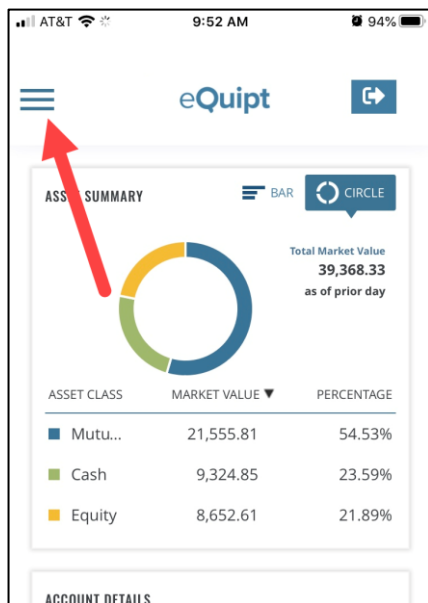 AT&T 9:52 AM 94%
eQuipt
ASSET SUMMARY BAR CIRCLE
Total Market Value
39,368.33
as of prior day
ASSET CLASS MARKET VALUE ▼ PERCENTAGE
Mutu... 21,555.81 54.53%
Cash 9,324.85 23.59%
Equity 8,652.61 21.89%
ACCOUNT DETAILS